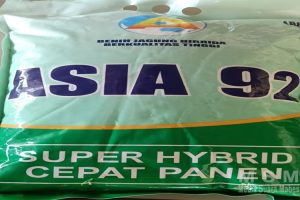 BENIH JAGUNG HIBRIDA
BERKUALITAS TINGGI
ASIA 92
SUPER HYBRID
CEPAT PANEN